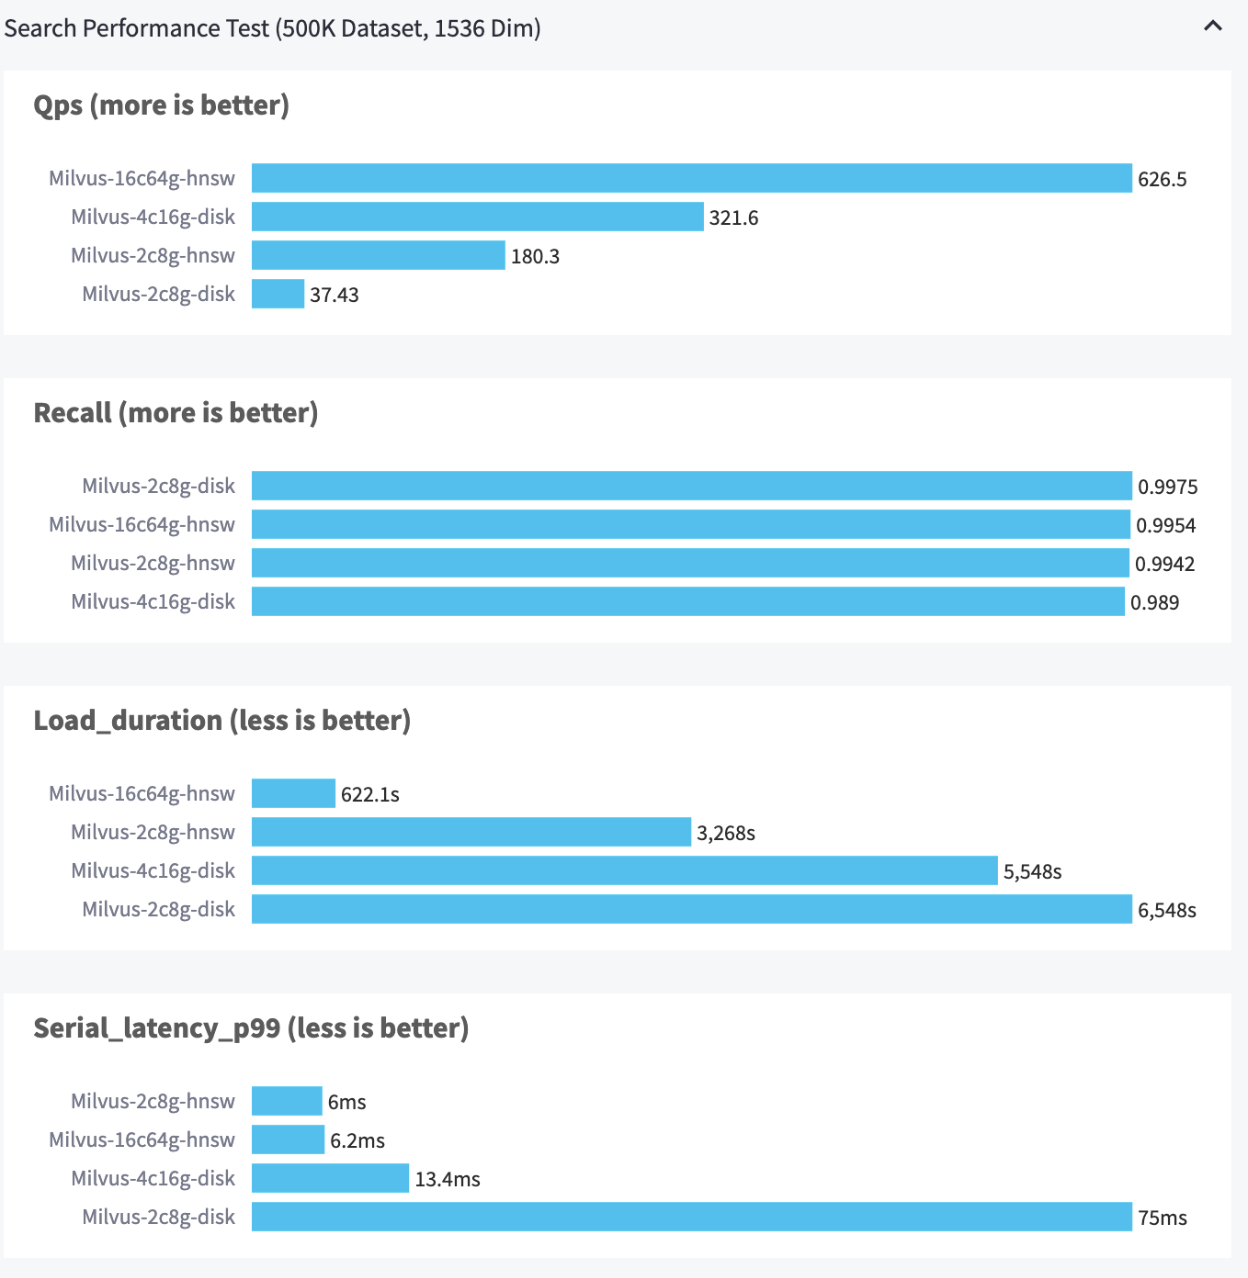 Search Performance Test (500K Dataset, 1536 Dim)
Qps (more is better)
Milvus-16c64g-hnsw 626.5
Milvus-4c16g-disk 321.6
Milvus-2c8g-hnsw 180.3
Milvus-2c8g-disk 37.43
Recall (more is better)
Milvus-2c8g-disk 0.9975
Milvus-16c64g-hnsw 0.9954
Milvus-2c8g-hnsw 0.9942
Milvus-4c16g-disk 0.989
Load_duration (less is better)
Milvus-16c64g-hnsw 622.1s
Milvus-2c8g-hnsw 3,268s
Milvus-4c16g-disk 5,548s
Milvus-2c8g-disk 6,548s
Serial_latency_p99 (less is better)
Milvus-2c8g-hnsw 6ms
Milvus-16c64g-hnsw 6.2ms
Milvus-4c16g-disk 13.4ms
Milvus-2c8g-disk 75ms